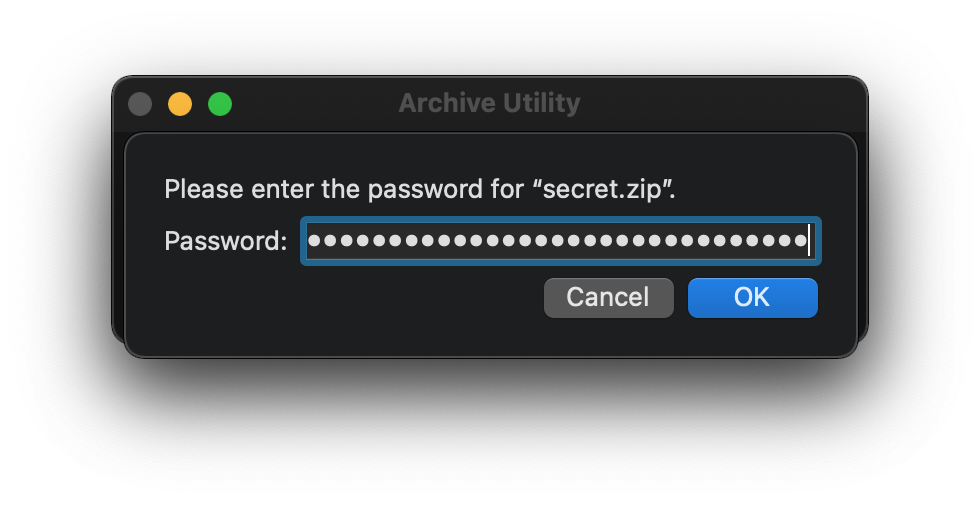 Archive Utility
Please enter the password for “secret.zip”.
Password: •••••••••••••••••••••••••••••••
Cancel OK